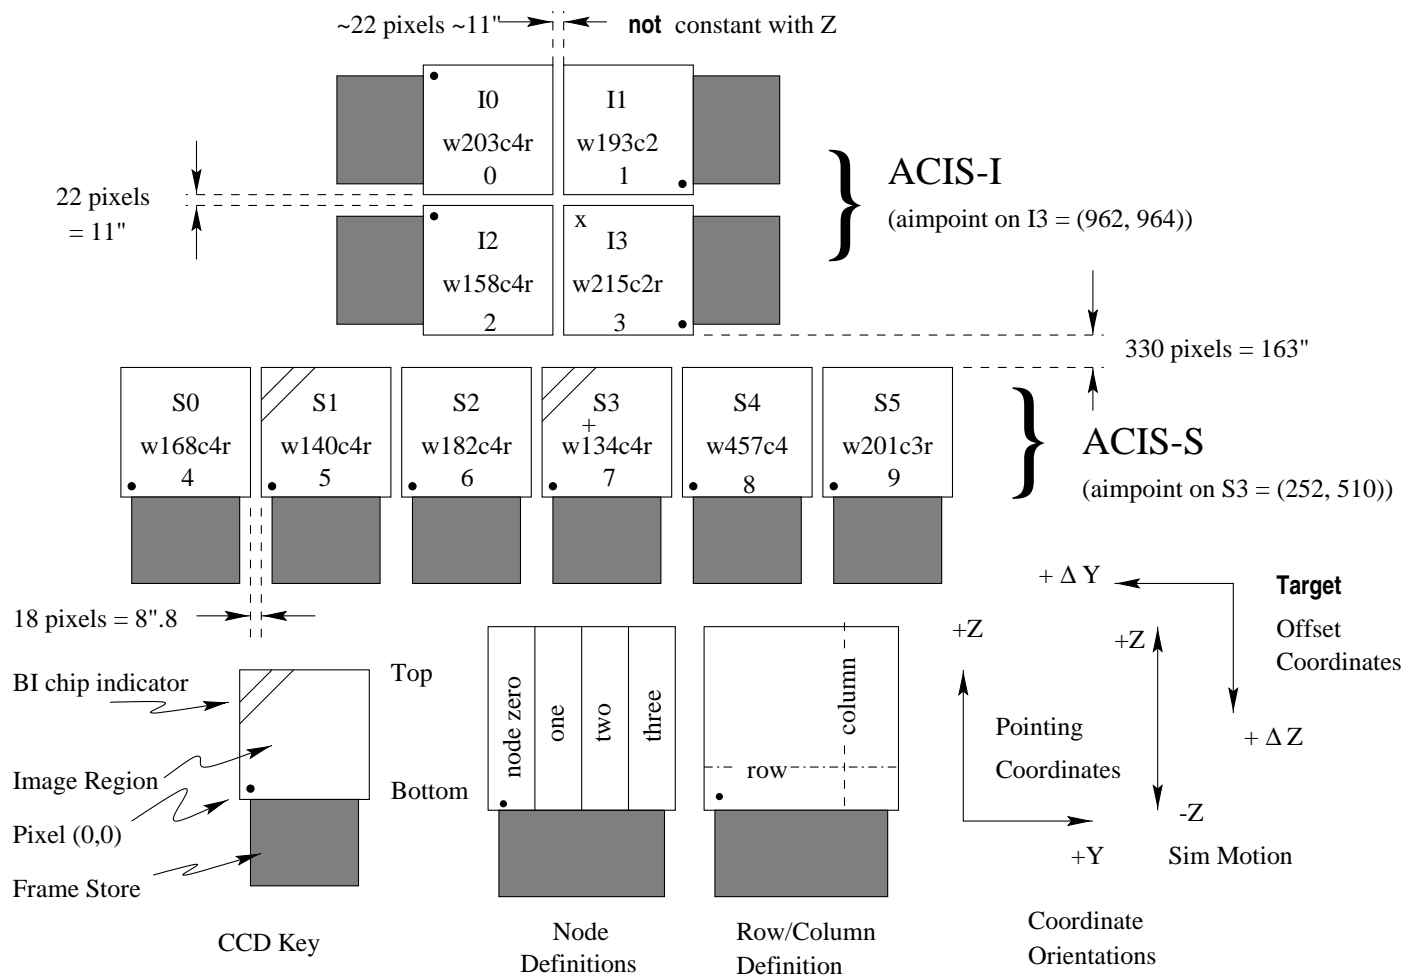 ~22 pixels ~11" not constant with Z
I0
w203c4r
0
I1
w193c2
1
ACIS-I
(aimpoint on I3 = (962, 964))
22 pixels
= 11"
I2
w158c4r
2
x
I3
w215c2r
3
330 pixels = 163"
S0
w168c4r
4
S1
w140c4r
5
S2
w182c4r
6
S3
+
w134c4r
7
S4
w457c4
8
S5
w201c3r
9
ACIS-S
(aimpoint on S3 = (252, 510))
18 pixels = 8".8
BI chip indicator
Image Region
Pixel (0,0)
Frame Store
Top
Bottom
CCD Key
node zero
one
two
three
Node
Definitions
column
row
Row/Column
Definition
+ Δ Y
Target
Offset
Coordinates
+ Δ Z
+Z
Pointing
Coordinates
+Y
+Z
-Z
Sim Motion
Coordinate
Orientations